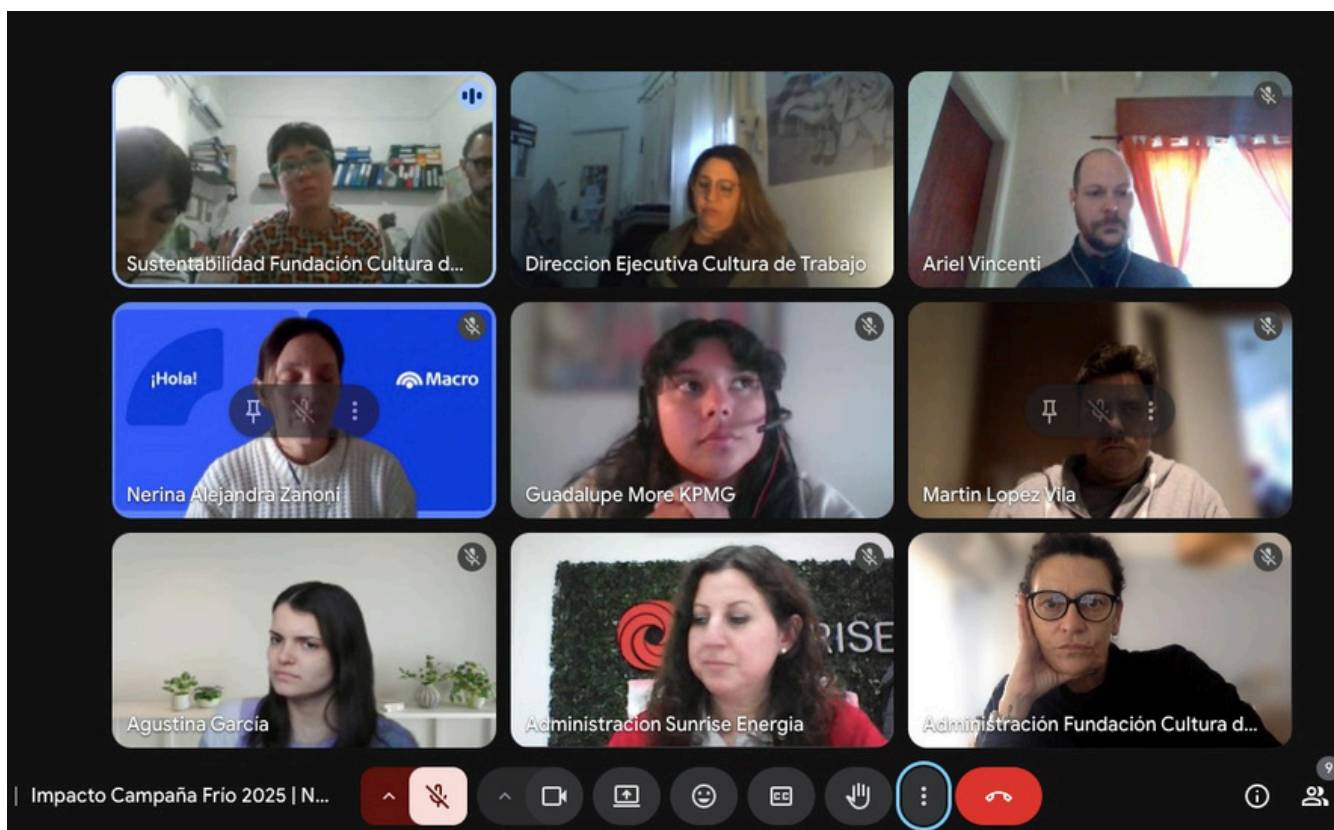 Sustentabilidad Fundación Cultura d...
Direccion Ejecutiva Cultura de Trabajo
Ariel Vincenti
¡Hola!
Macro
Nerina Alejandra Zanoni
Guadalupe More KPMG
Martin Lopez Vila
Agustina García
RISE
Administracion Sunrise Energia
Administración Fundación Cultura d...
| Impacto Campaña Frío 2025 | N...
CC
9